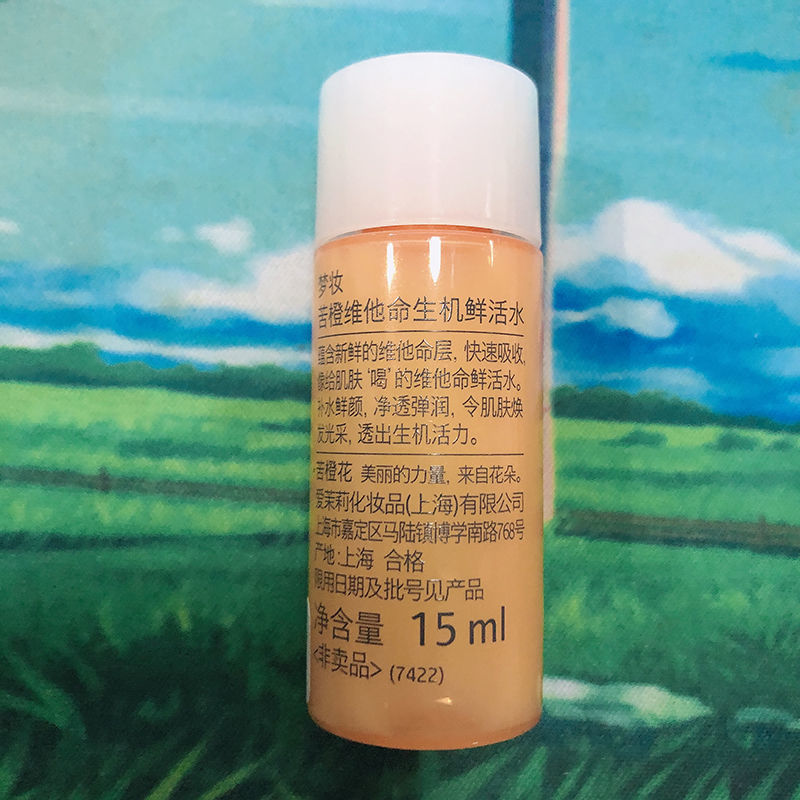 梦妆
苦橙维他命生机鲜活水
蕴含新鲜的维他命层, 快速吸收,
像给肌肤‘喝’的维他命鲜活水。
补水鲜颜, 净透弹润, 令肌肤焕
发光采, 透出生机活力。
苦橙花 美丽的力量, 来自花朵。
爱茉莉化妆品(上海)有限公司
上海市嘉定区马陆镇博学南路768号
产地:上海 合格
限用日期及批号见产品
净含量 15 ml
<非卖品> (7422)